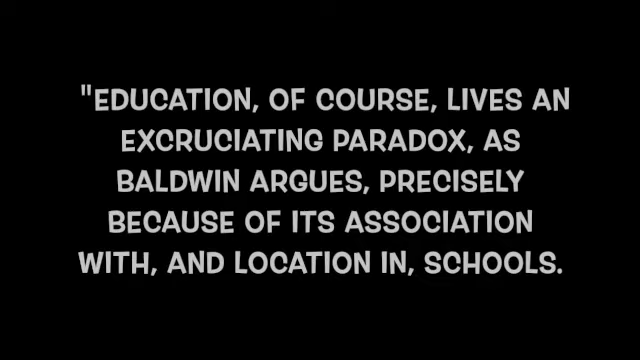 "EDUCATION, OF COURSE, LIVES AN
EXCRUCIATING PARADOX, AS
BALDWIN ARGUES, PRECISELY
BECAUSE OF ITS ASSOCIATION
WITH, AND LOCATION IN, SCHOOLS.